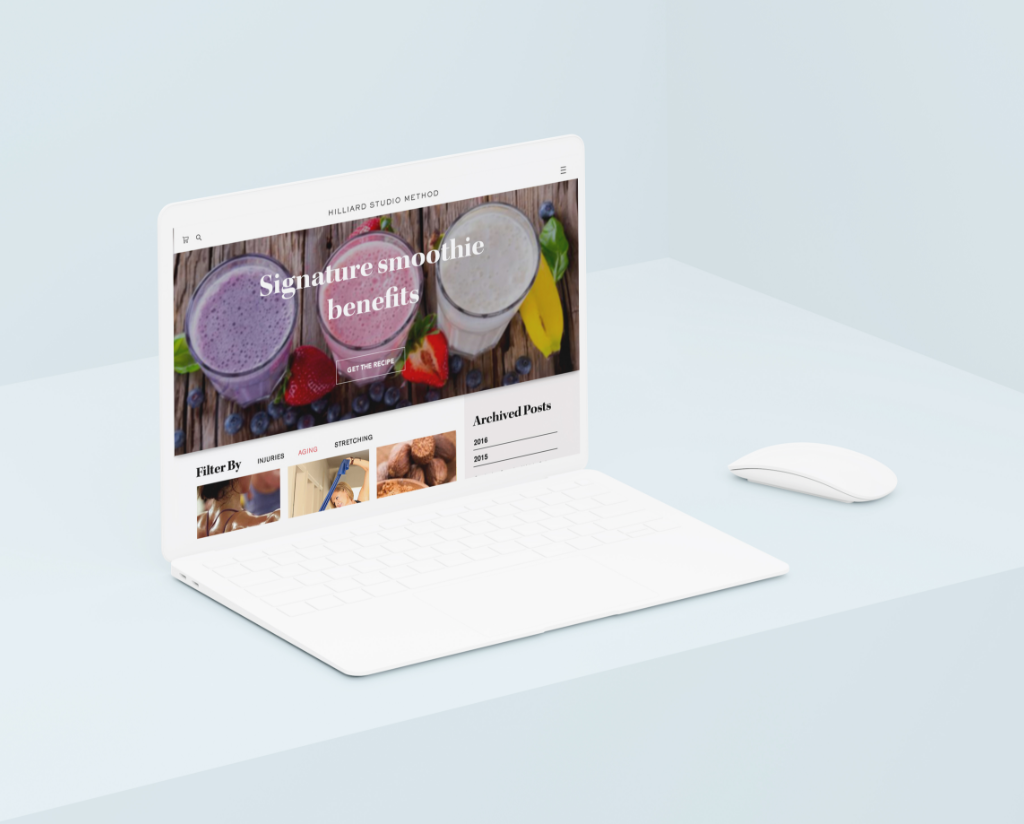 HILLIARD STUDIO METHOD
Signature smoothie
benefits
GET THE RECIPE
Filter By INJURIES AGING STRETCHING
Archived Posts
2016
2015